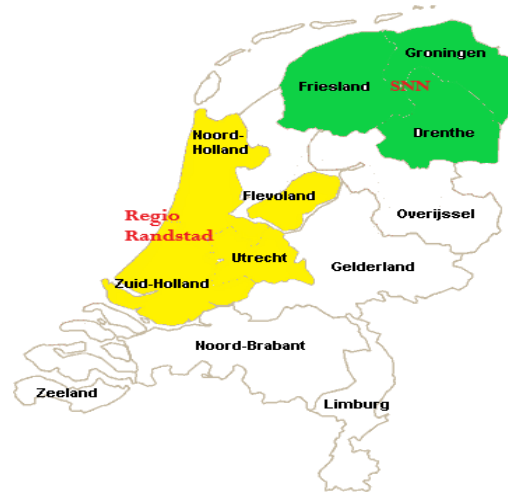 Groningen
Friesland
SNN
Drenthe
Noord-
Holland
Flevoland
Overijssel
Regio
Randstad
Utrecht
Gelderland
Zuid-Holland
Noord-Brabant
Zeeland
Limburg